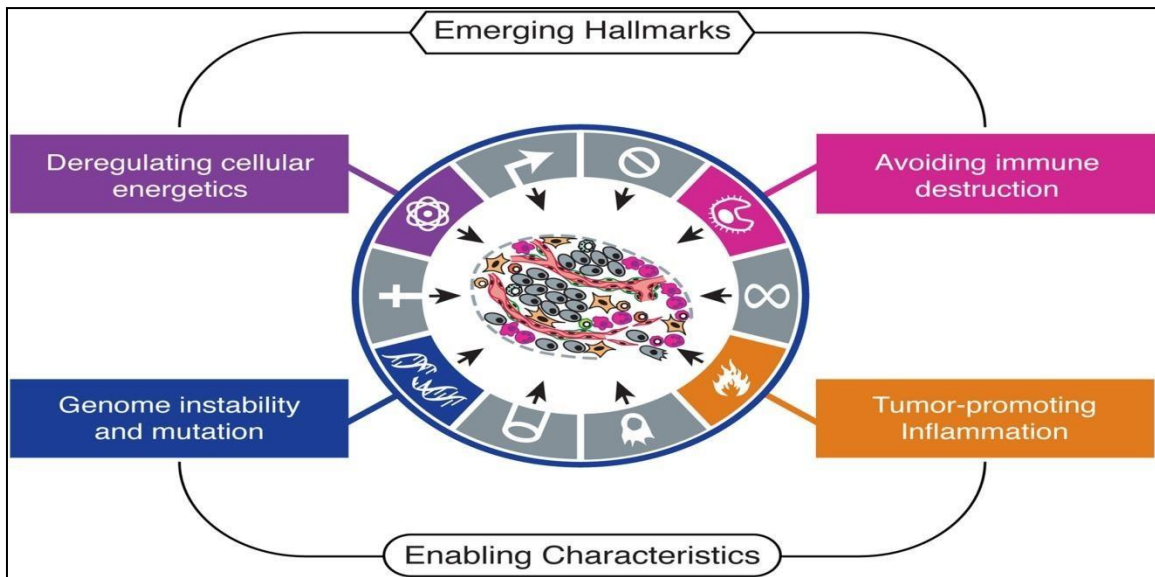 Emerging Hallmarks
Deregulating cellular
energetics
Avoiding immune
destruction
Genome instability
and mutation
Tumor-promoting
Inflammation
Enabling Characteristics